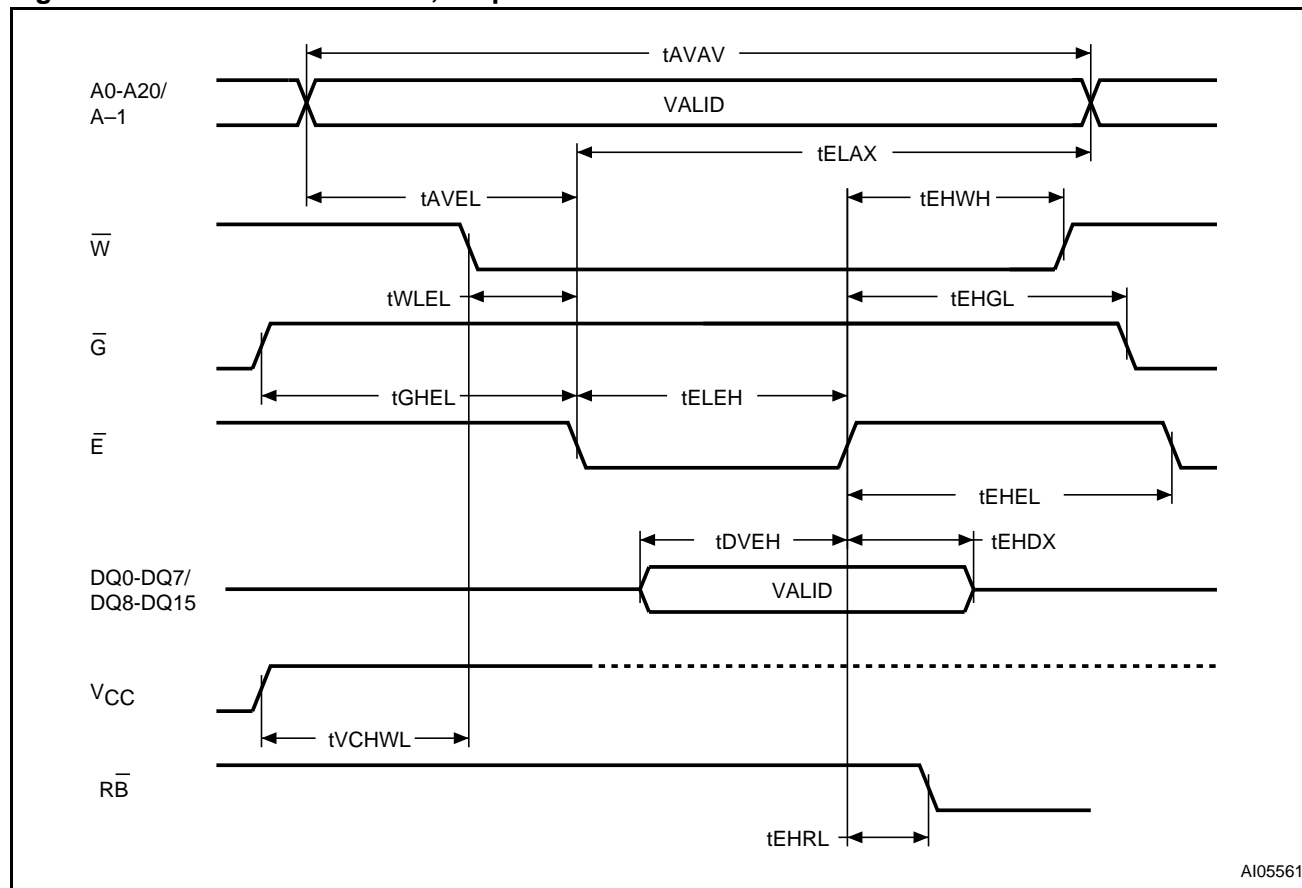 tAVAV
A0-A20/
A–1
VALID
tELAX
tAVEL
tEHWH
W̅
tWLEL
tEHGL
G̅
tGHEL
tELEH
E̅
tEHEL
tDVEH
tEHDX
DQ0-DQ7/
DQ8-DQ15
VALID
VCC
tVCHWL
RB̅
tEHRL
AI05561